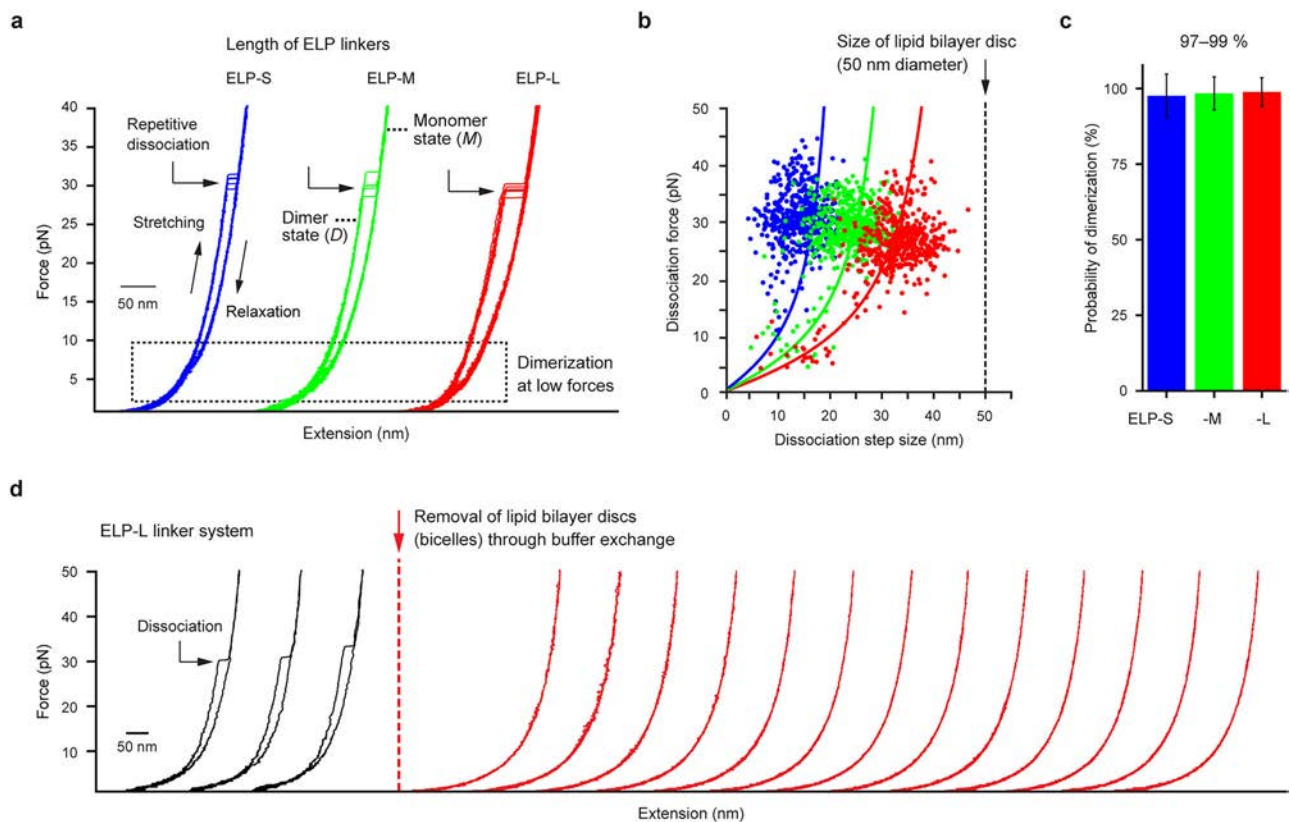 a
Length of ELP linkers
ELP-S ELP-M ELP-L
40
35
30
25
20
15
10
5
Force (pN)
Repetitive
dissociation
Stretching
50 nm
Relaxation
Monomer
state (M)
Dimer
state (D)
Dimerization
at low forces
Extension (nm)
b
Size of lipid bilayer disc
(50 nm diameter)
50
40
30
20
10
0
Dissociation force (pN)
0 10 20 30 40 50
Dissociation step size (nm)
c
97–99 %
100
75
50
25
0
Probability of dimerization (%)
ELP-S -M -L
d
ELP-L linker system
Removal of lipid bilayer discs
(bicelles) through buffer exchange
50
40
30
20
10
Force (pN)
Dissociation
50 nm
Extension (nm)